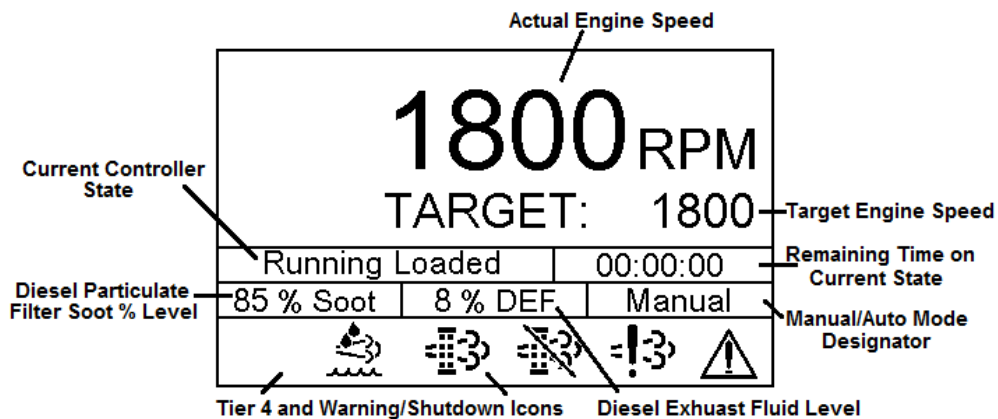 Actual Engine Speed
1800 RPM
TARGET: 1800
Current Controller
State
Target Engine Speed
Running Loaded
00:00:00
Remaining Time on
Current State
Diesel Particulate
Filter Soot % Level
85 % Soot
8 % DEF
Manual
Manual/Auto Mode
Designator
Tier 4 and Warning/Shutdown Icons
Diesel Exhuast Fluid Level